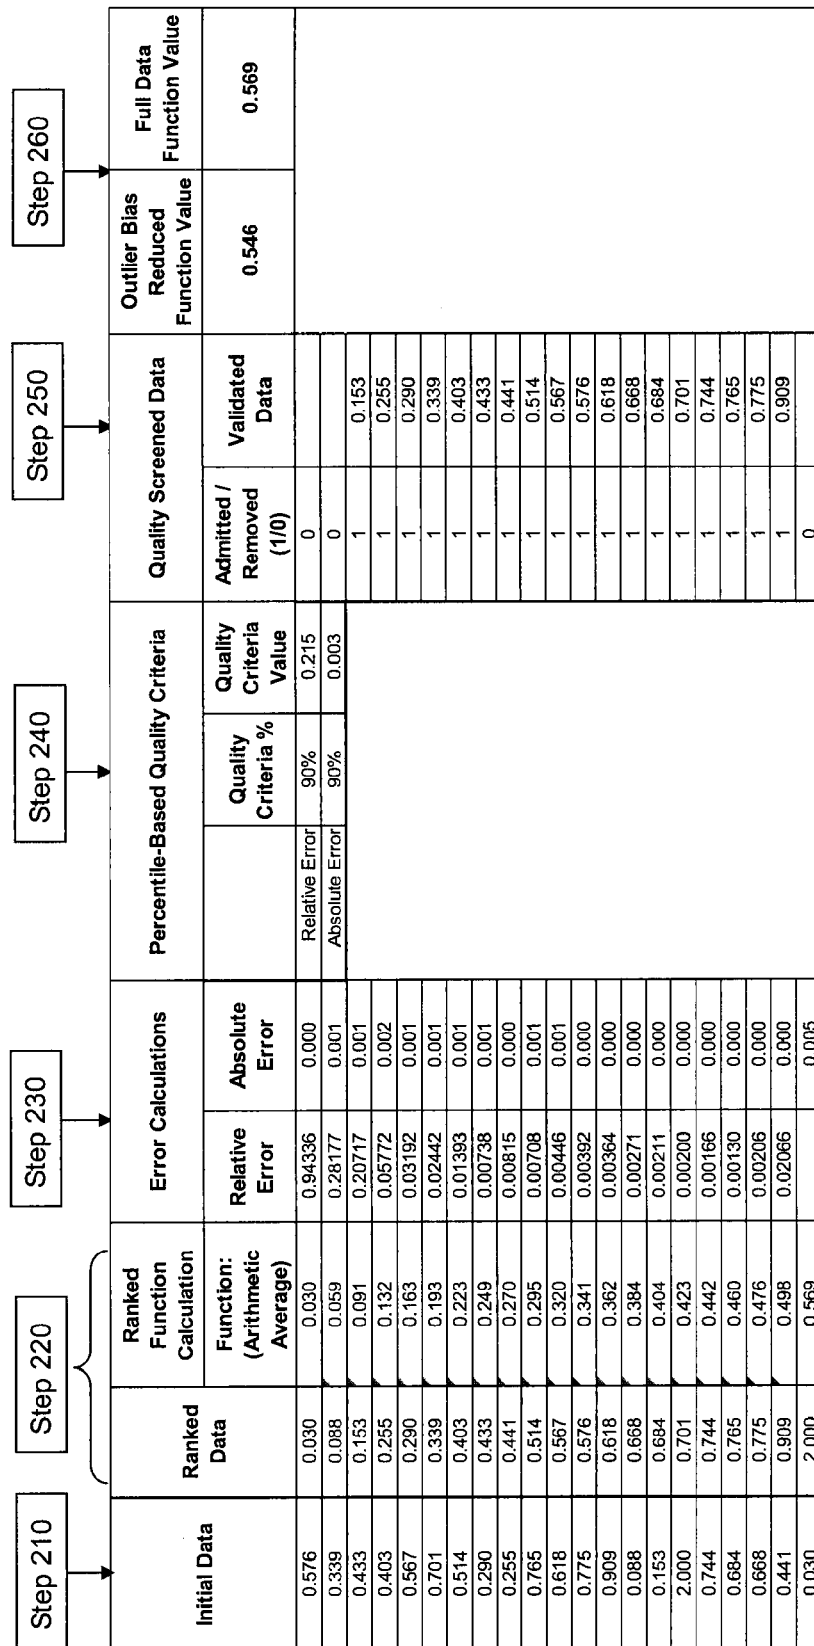 Step 210 Step 220 Step 230 Step 240 Step 250 Step 260
Initial Data
Ranked Data
Ranked Function Calculation
Error Calculations
Percentile-Based Quality Criteria
Quality Screened Data
Outlier Bias Reduced Function Value
Full Data Function Value
Function: (Arithmetic Average)
Relative Error
Absolute Error
Quality Criteria %
Quality Criteria Value
Admitted / Removed (1/0)
Validated Data
0.546 0.569
0.576 0.030 0.030 0.94336 0.000 Relative Error 90% 0.215 0
0.339 0.088 0.059 0.28177 0.001 Absolute Error 90% 0.003 0
0.433 0.153 0.091 0.20717 0.001 1 0.153
0.403 0.255 0.132 0.05772 0.002 1 0.255
0.567 0.290 0.163 0.03192 0.001 1 0.290
0.701 0.339 0.193 0.02442 0.001 1 0.339
0.514 0.403 0.223 0.01393 0.001 1 0.403
0.290 0.433 0.249 0.00738 0.001 1 0.433
0.255 0.441 0.270 0.00815 0.000 1 0.441
0.765 0.514 0.295 0.00708 0.001 1 0.514
0.618 0.567 0.320 0.00446 0.001 1 0.567
0.775 0.576 0.341 0.00392 0.000 1 0.576
0.909 0.618 0.362 0.00364 0.000 1 0.618
0.088 0.668 0.384 0.00271 0.000 1 0.668
0.153 0.684 0.404 0.00211 0.000 1 0.684
2.000 0.701 0.423 0.00200 0.000 1 0.701
0.744 0.744 0.442 0.00166 0.000 1 0.744
0.684 0.765 0.460 0.00130 0.000 1 0.765
0.668 0.775 0.476 0.00206 0.000 1 0.775
0.441 0.909 0.498 0.02066 0.000 1 0.909
0.030 2.000 0.569 0.005 0